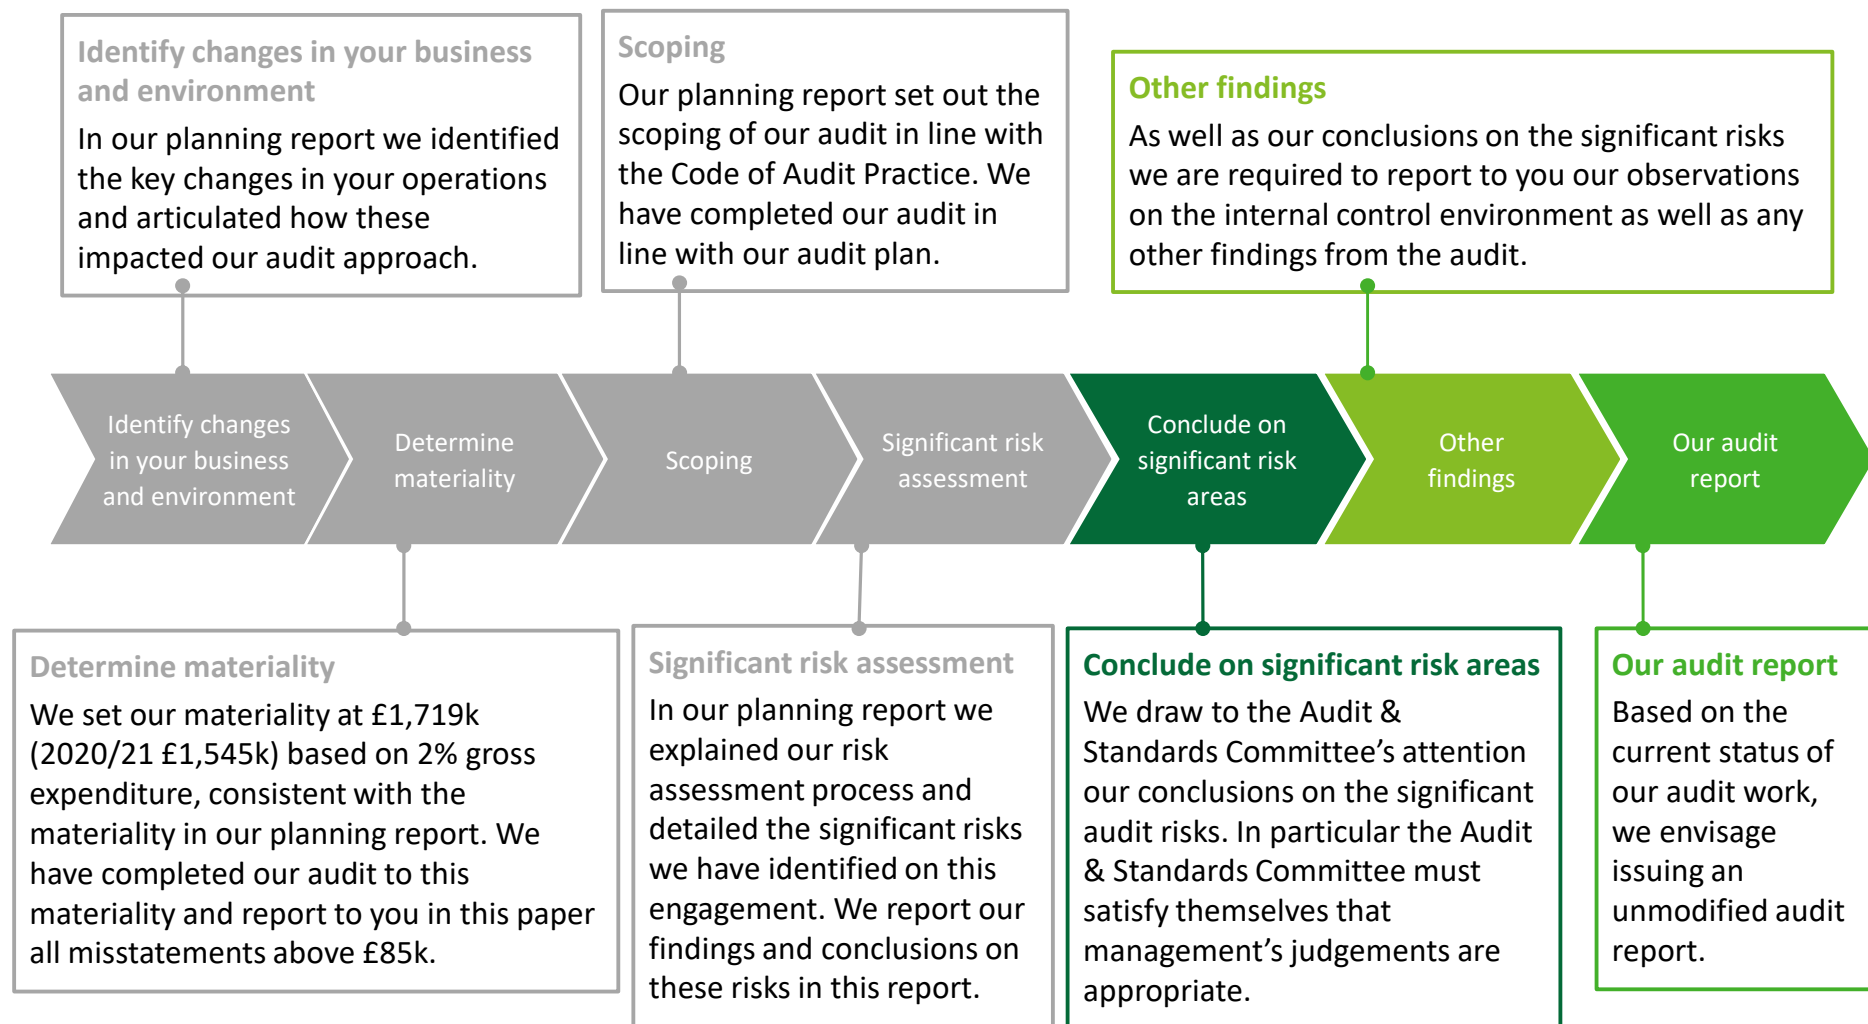 Identify changes in your business
and environment
In our planning report we identified
the key changes in your operations
and articulated how these
impacted our audit approach.
Scoping
Our planning report set out the
scoping of our audit in line with
the Code of Audit Practice. We
have completed our audit in
line with our audit plan.
Other findings
As well as our conclusions on the significant risks
we are required to report to you our observations
on the internal control environment as well as any
other findings from the audit.
Identify changes
in your business
and environment
Determine
materiality
Scoping
Significant risk
assessment
Conclude on
significant risk
areas
Other
findings
Our audit
report
Determine materiality
We set our materiality at £1,719k
(2020/21 £1,545k) based on 2% gross
expenditure, consistent with the
materiality in our planning report. We
have completed our audit to this
materiality and report to you in this paper
all misstatements above £85k.
Significant risk assessment
In our planning report we
explained our risk
assessment process and
detailed the significant risks
we have identified on this
engagement. We report our
findings and conclusions on
these risks in this report.
Conclude on significant risk areas
We draw to the Audit &
Standards Committee’s attention
our conclusions on the significant
audit risks. In particular the Audit
& Standards Committee must
satisfy themselves that
management’s judgements are
appropriate.
Our audit report
Based on the
current status of
our audit work,
we envisage
issuing an
unmodified audit
report.